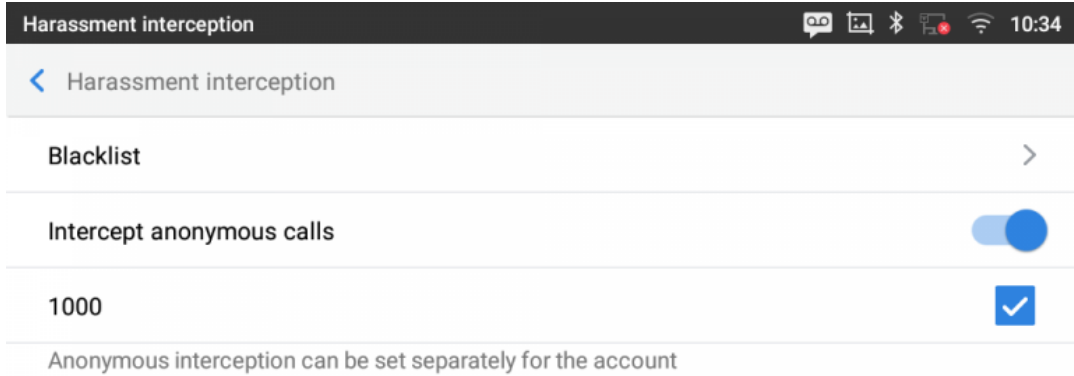 Harassment interception 10:34
Harassment interception
Blacklist
Intercept anonymous calls
1000
Anonymous interception can be set separately for the account